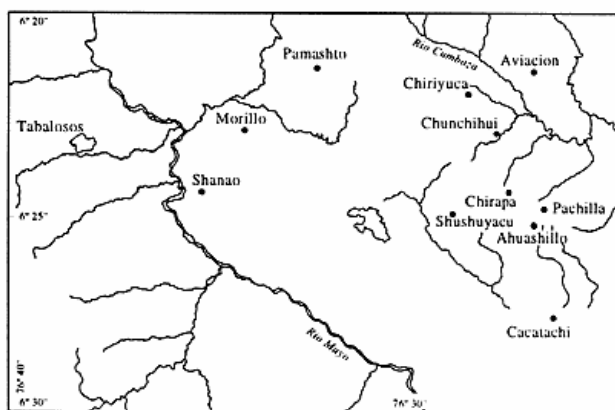 6° 20'
Rio Cumbaza
Pamashto
Aviacion
Chiriyuca
Tabalosos
Morillo
Chunchihui
Shanao
Chirapa
Pachilla
6° 25"
Shushuyacu
Ahuashillo
Rio Mayo
Cacatachi
76° 40"
6° 30"
76° 30"